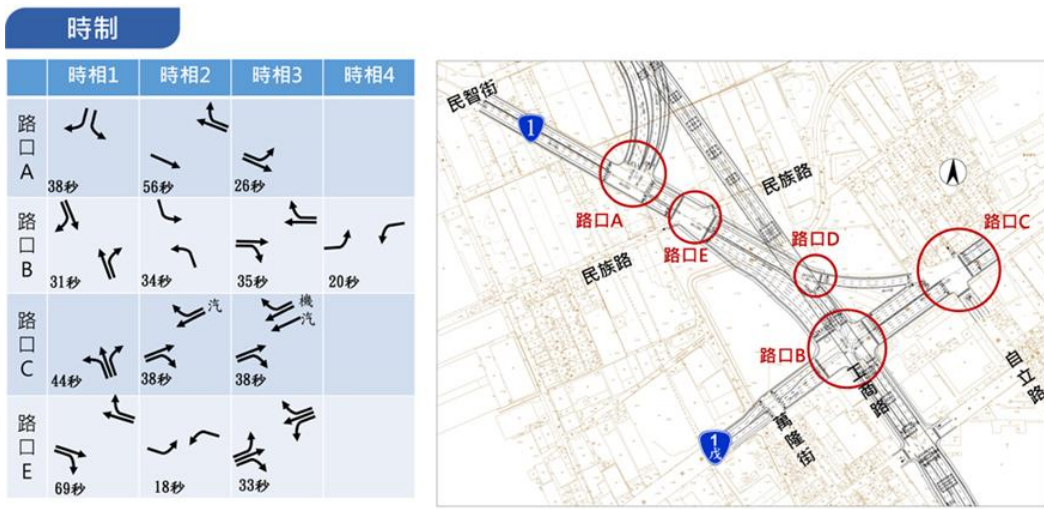 時制
時相1 時相2 時相3 時相4
路口A
38秒 56秒 26秒
路口B
31秒 34秒 35秒 20秒
路口C
汽 機
汽
44秒 38秒 38秒
路口E
69秒 18秒 33秒
民智街
1
民族路
路口A
路口C
路口D
路口E
民族路
路口B
自立路
工商路
萬隆街
1
戊